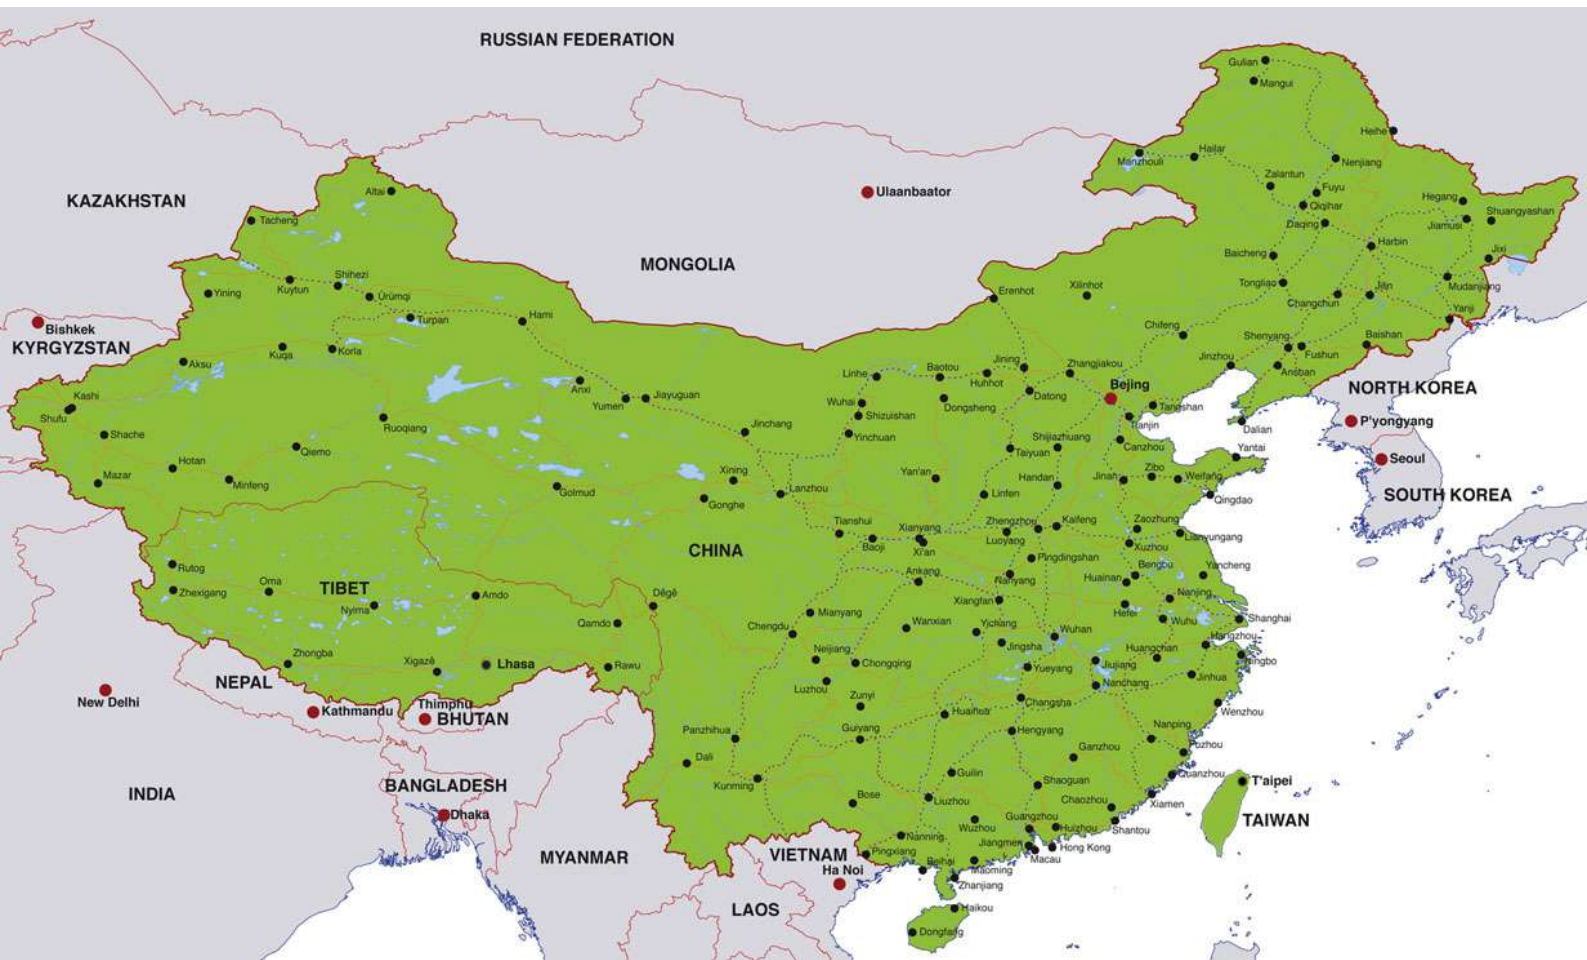 RUSSIAN FEDERATION
Gulian
Mangui
Heihe
Manzhouli
Hailar
Nenjiang
Zalantun
Fuyu
Qiqihar
Daqing
Hegang
Shuangyashan
Jiamusi
Harbin
Jixi
Baicheng
Tongliao
Changchun
Jilin
Mudanjiang
Yanji
KAZAKHSTAN
Altai
Tacheng
Ulaanbaator
MONGOLIA
Shihezi
Kuytun
Ürümqi
Yining
Turpan
Hami
Erenhot
Xilinhot
Chifeng
Shenyang
Fushun
Baishan
Jinzhou
Anshan
Bishkek
KYRGYZSTAN
Aksu
Kuqa
Korla
Kashi
Shufu
Shache
Hotan
Mazar
Minfeng
Qiemo
Ruoqiang
Anxi
Yumen
Jiayuguan
Jinchang
Linhe
Baotou
Jining
Huhhot
Zhangjiakou
Bejing
Wuhai
Shizuishan
Dongsheng
Datong
Tangshan
Tianjin
Dalian
NORTH KOREA
P'yongyang
Seoul
SOUTH KOREA
Yinchuan
Shijiazhuang
Taiyuan
Canzhou
Yantai
Xining
Golmud
Gonghe
Lanzhou
Yan'an
Linfen
Handan
Jinan
Zibo
Weifang
Qingdao
CHINA
Tianshui
Baoji
Xianyang
Xi'an
Zhengzhou
Luoyang
Kaifeng
Zaozhung
Lianyungang
Xuzhou
Pingdingshan
Nanyang
Ankang
Huainan
Bengbu
Yancheng
Rutog
Zhexigang
Oma
TIBET
Nyima
Amdo
Dêgê
Qamdo
Rawu
Mianyang
Chengdu
Xiangfan
Wanxian
Yichang
Jingsha
Wuhan
Hefei
Nanjing
Wuhu
Shanghai
Hangzhou
Ningbo
Zhongba
Xigazê
Lhasa
Neijiang
Chongqing
Luzhou
Zunyi
Yueyang
Huangchan
Jiujiang
Nanchang
Jinhua
Changsha
Wenzhou
NEPAL
Kathmandu
Thimphu
BHUTAN
New Delhi
Panzhihua
Dali
Kunming
Guiyang
Huaihua
Hengyang
Nanping
Ganzhou
Fuzhou
Guilin
Shaoguan
Quanzhou
T'aipei
TAIWAN
INDIA
BANGLADESH
Dhaka
MYANMAR
Bose
Liuzhou
Chaozhou
Xiamen
Wuzhou
Guangzhou
Huizhou
Shantou
Nanning
Jiangmen
Hong Kong
Macau
VIETNAM
Ha Noi
Pingxiang
Beihai
Maoming
Zhanjiang
LAOS
Haikou
Dongfang